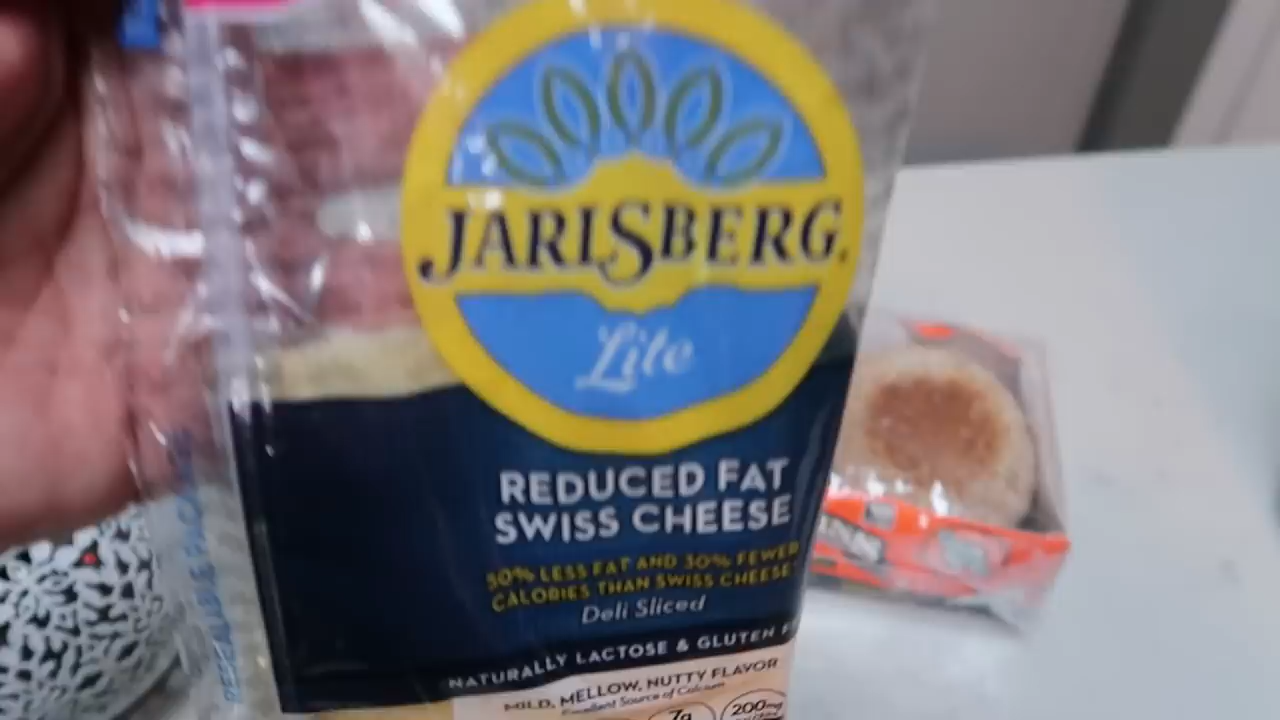 JARLSBERG.
Lite
REDUCED FAT
SWISS CHEESE
50% LESS FAT AND 30% FEWER
CALORIES THAN SWISS CHEESE*
Deli Sliced
NATURALLY LACTOSE & GLUTEN
MILD, MELLOW, NUTTY FLAVOR
Excellent Source of Calcium
7g
200mg